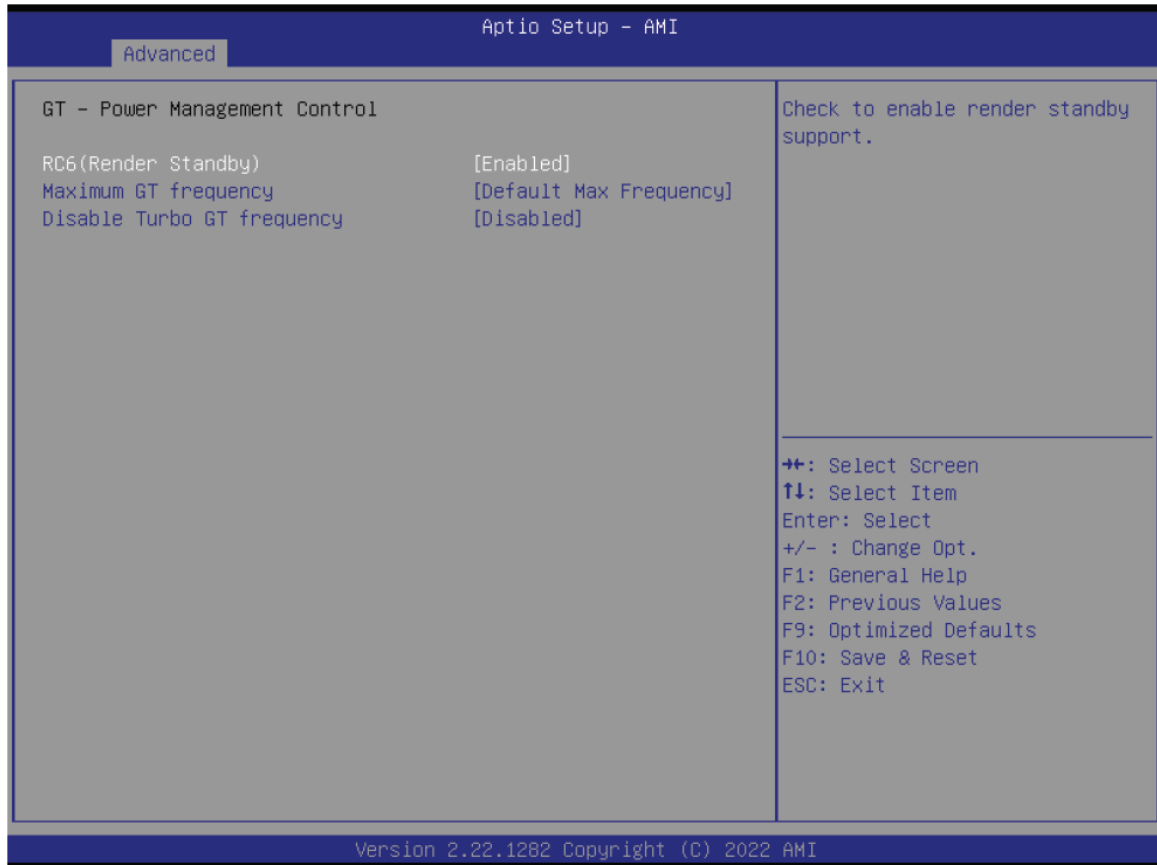 Aptio Setup – AMI
Advanced
GT – Power Management Control
RC6(Render Standby) [Enabled]
Maximum GT frequency [Default Max Frequency]
Disable Turbo GT frequency [Disabled]
Check to enable render standby
support.
→←: Select Screen
↑↓: Select Item
Enter: Select
+/- : Change Opt.
F1: General Help
F2: Previous Values
F9: Optimized Defaults
F10: Save & Reset
ESC: Exit
Version 2.22.1282 Copyright (C) 2022 AMI